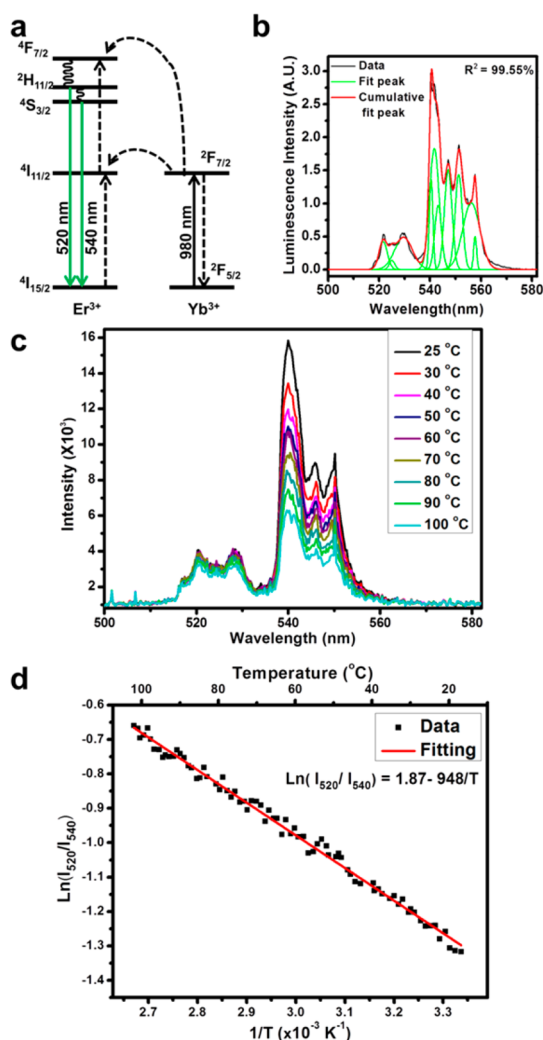 a
⁴F₇/₂
²H₁₁/₂
⁴S₃/₂
⁴I₁₁/₂
²F₇/₂
520 nm
540 nm
980 nm
²F₅/₂
⁴I₁₅/₂
Er³⁺
Yb³⁺
b
Data
Fit peak
Cumulative
fit peak
R² = 99.55%
Luminescence Intensity (A.U.)
3.0
2.5
2.0
1.5
1.0
0.5
0.0
500 520 540 560 580
Wavelength(nm)
c
25 °C
30 °C
40 °C
50 °C
60 °C
70 °C
80 °C
90 °C
100 °C
Intensity (X10³)
16
14
12
10
8
6
4
2
500 520 540 560 580
Wavelength (nm)
d
Temperature (°C)
100 80 60 40 20
Data
Fitting
Ln( I₅₂₀/ I₅₄₀) = 1.87- 948/T
Ln(I₅₂₀/I₅₄₀)
-0.6
-0.7
-0.8
-0.9
-1.0
-1.1
-1.2
-1.3
-1.4
2.7 2.8 2.9 3.0 3.1 3.2 3.3
1/T (x10⁻³ K⁻¹)